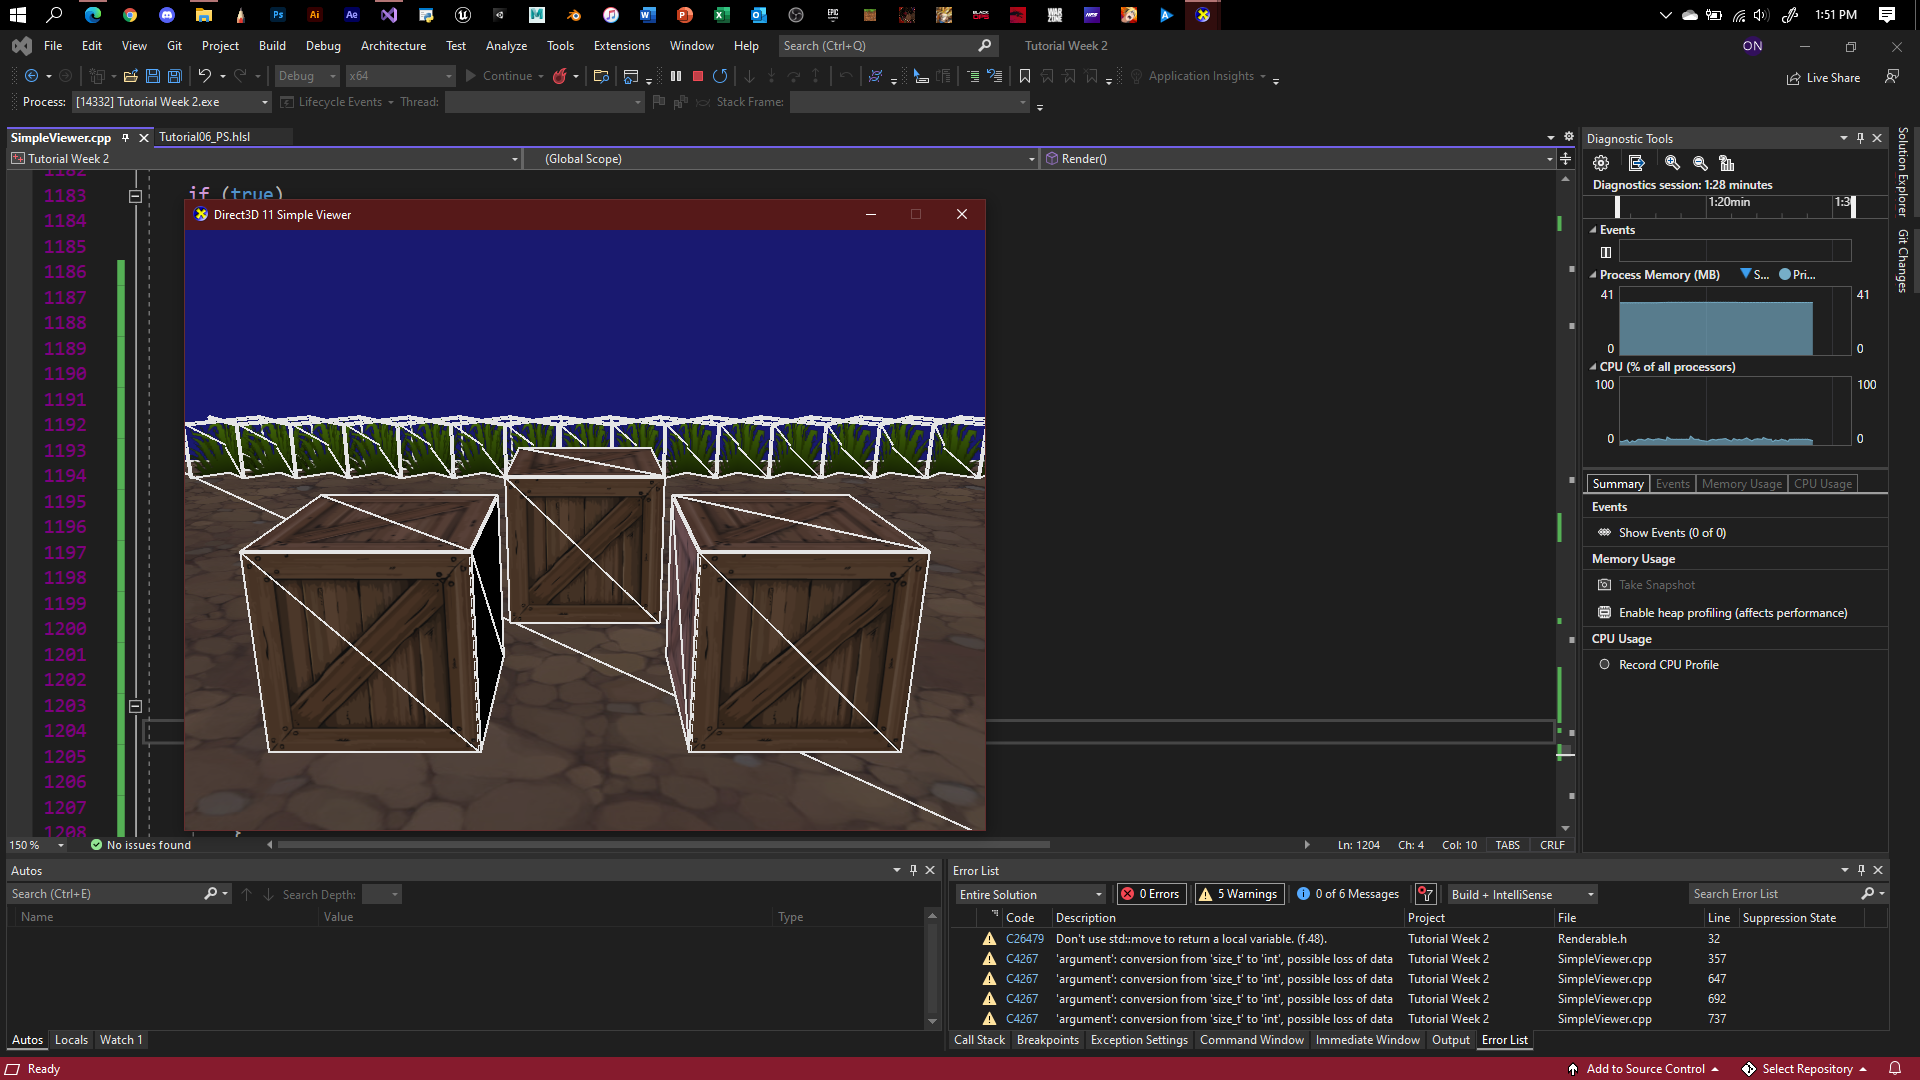 Ps
Ai
Ae
M
EPIC
BLACK OPS
WAR ZONE
NFS
1:51 PM
File Edit View Git Project Build Debug Architecture Test Analyze Tools Extensions Window Help Search (Ctrl+Q) Tutorial Week 2 ON
Debug x64 Continue Application Insights Live Share
Process: [14332] Tutorial Week 2.exe Lifecycle Events Thread: Stack Frame:
SimpleViewer.cpp Tutorial06_PS.hlsl
Tutorial Week 2 (Global Scope) Render()
1182
1183 if (true)
1184
1185
1186
1187
1188
1189
1190
1191
1192
1193
1194
1195
1196
1197
1198
1199
1200
1201
1202
1203
1204
1205
1206
1207
1208 }
Direct3D 11 Simple Viewer
150 % No issues found Ln: 1204 Ch: 4 Col: 10 TABS CRLF
Diagnostic Tools
Diagnostics session: 1:28 minutes
1:20min 1:30
Events
Process Memory (MB) S... Pri...
41 41
0 0
CPU (% of all processors)
100 100
0 0
Summary Events Memory Usage CPU Usage
Events
Show Events (0 of 0)
Memory Usage
Take Snapshot
Enable heap profiling (affects performance)
CPU Usage
Record CPU Profile
Solution Explorer
Git Changes
Autos
Search (Ctrl+E) Search Depth:
Name Value Type
Autos Locals Watch 1
Error List
Entire Solution 0 Errors 5 Warnings 0 of 6 Messages Build + IntelliSense Search Error List
Code Description Project File Line Suppression State
C26479 Don't use std::move to return a local variable. (f.48). Tutorial Week 2 Renderable.h 32
C4267 'argument': conversion from 'size_t' to 'int', possible loss of data Tutorial Week 2 SimpleViewer.cpp 357
C4267 'argument': conversion from 'size_t' to 'int', possible loss of data Tutorial Week 2 SimpleViewer.cpp 647
C4267 'argument': conversion from 'size_t' to 'int', possible loss of data Tutorial Week 2 SimpleViewer.cpp 692
C4267 'argument': conversion from 'size_t' to 'int', possible loss of data Tutorial Week 2 SimpleViewer.cpp 737
Call Stack Breakpoints Exception Settings Command Window Immediate Window Output Error List
Ready Add to Source Control Select Repository